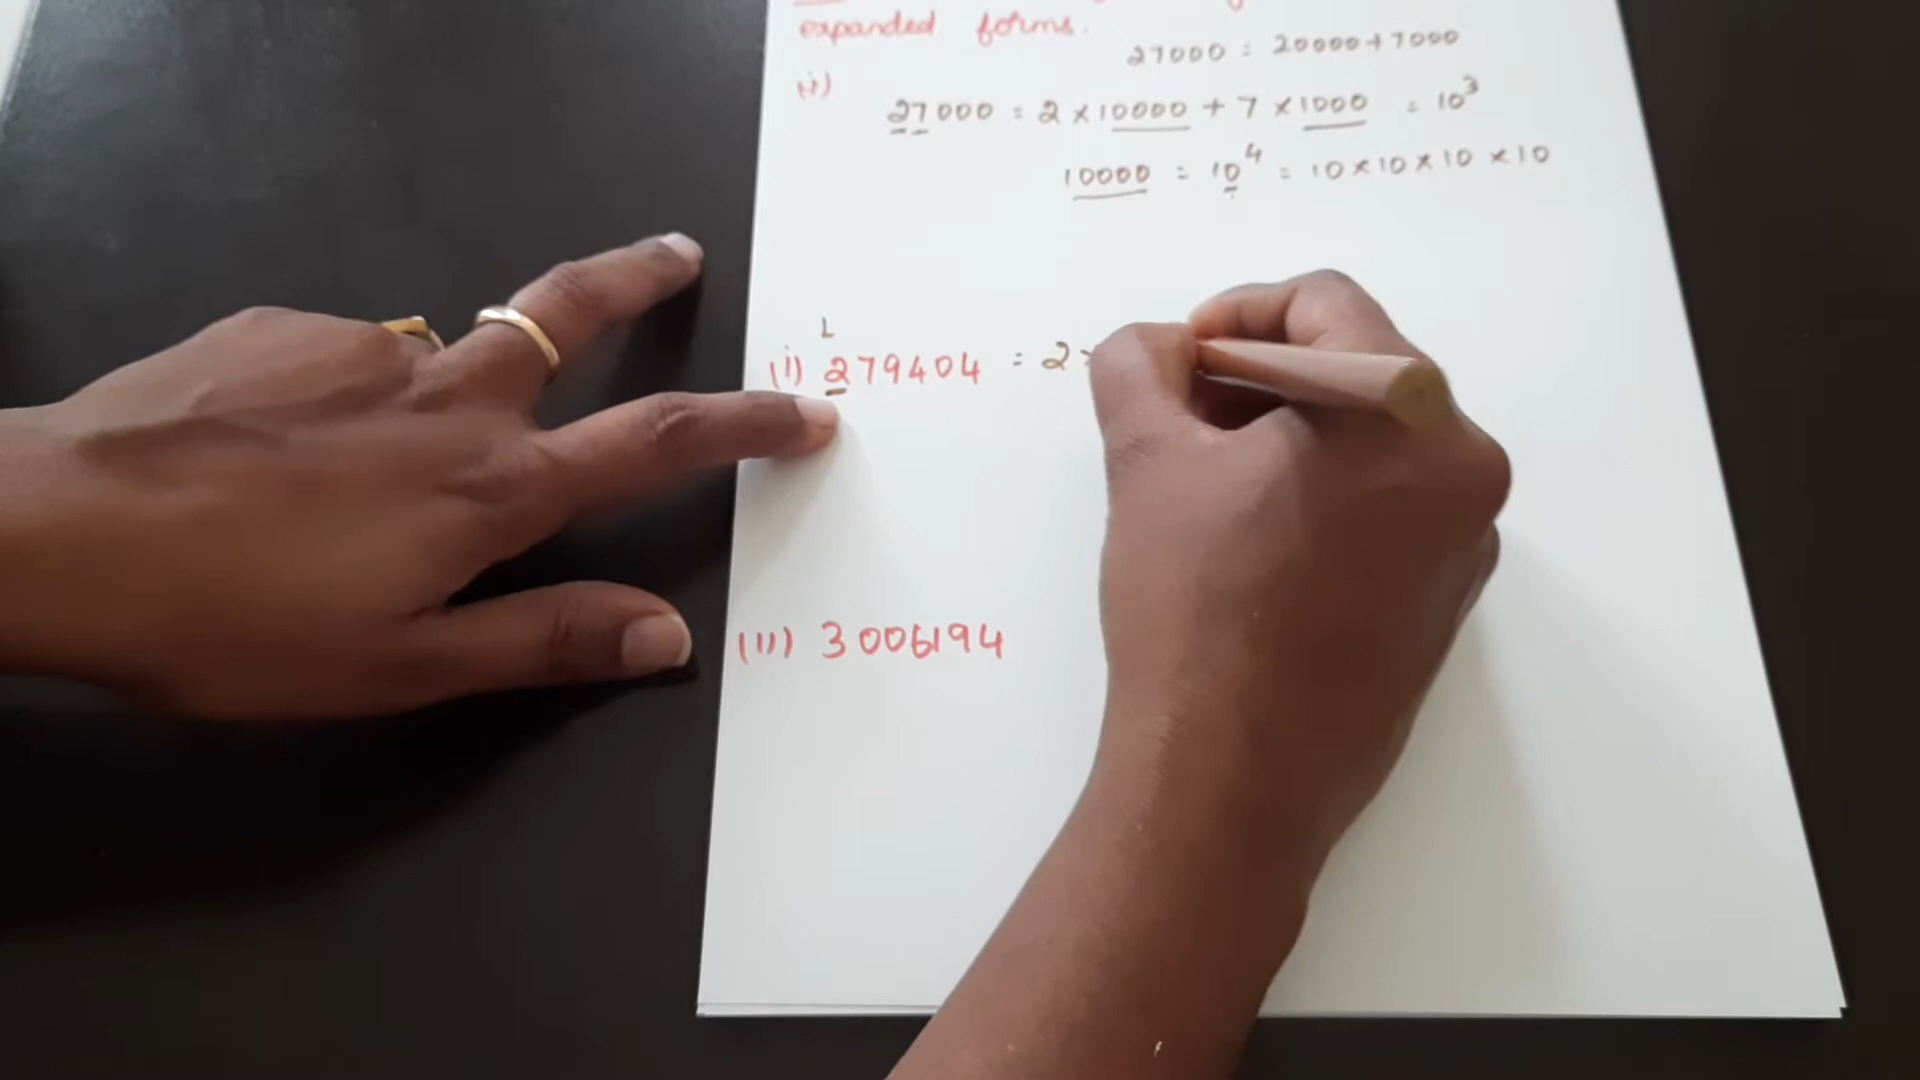 expanded forms.
27000 = 20000+7000
27000 = 2 ×10000 + 7 ×1000 = 10³
10000 = 10⁴ = 10×10×10×10
L
(i) 279404 = 2×
(ii) 3006194